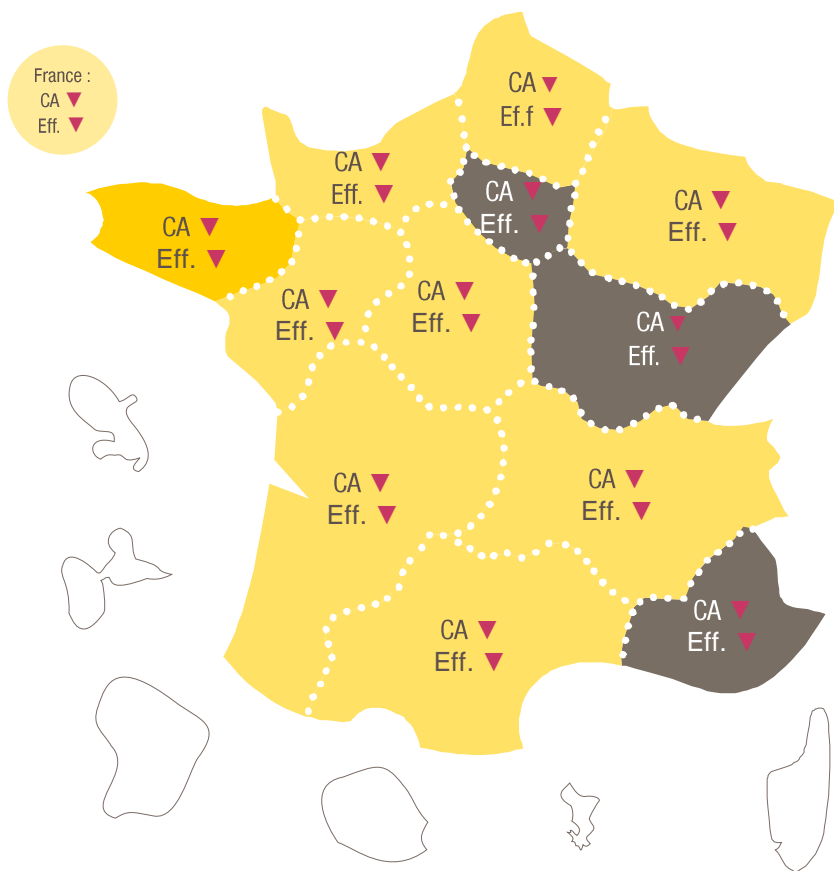 France :
CA ▼
Eff. ▼
CA ▼
Ef.f ▼
CA ▼
Eff. ▼
CA ▼
Eff. ▼
CA ▼
Eff. ▼
CA ▼
Eff. ▼
CA ▼
Eff. ▼
CA ▼
Eff. ▼
CA ▼
Eff. ▼
CA ▼
Eff. ▼
CA ▼
Eff. ▼
CA ▼
Eff. ▼
CA ▼
Eff. ▼